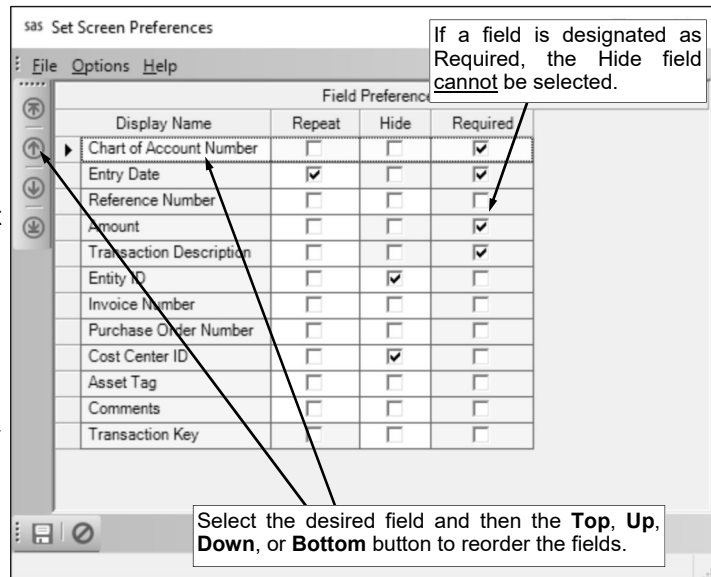 sas Set Screen Preferences
If a field is designated as
Required, the Hide field
cannot be selected.
File Options Help
Field Preference
Display Name Repeat Hide Required
Chart of Account Number
Entry Date
Reference Number
Amount
Transaction Description
Entity ID
Invoice Number
Purchase Order Number
Cost Center ID
Asset Tag
Comments
Transaction Key
Select the desired field and then the Top, Up,
Down, or Bottom button to reorder the fields.